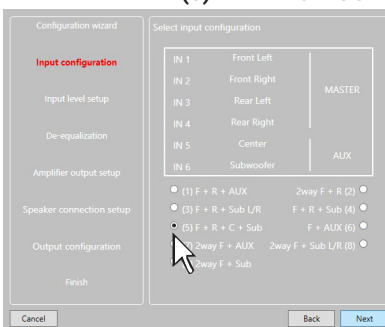 Configuration wizard
Input configuration
Input level setup
De-equalization
Amplifier output setup
Speaker connection setup
Output configuration
Finish
Select input configuration
IN 1 Front Left
IN 2 Front Right
IN 3 Rear Left
IN 4 Rear Right
MASTER
IN 5 Center
IN 6 Subwoofer
AUX
(1) F + R + AUX 2way F + R (2)
(3) F + R + Sub L/R F + R + Sub (4)
(5) F + R + C + Sub F + AUX (6)
2way F + AUX 2way F + Sub L/R (8)
2way F + Sub
Cancel Back Next